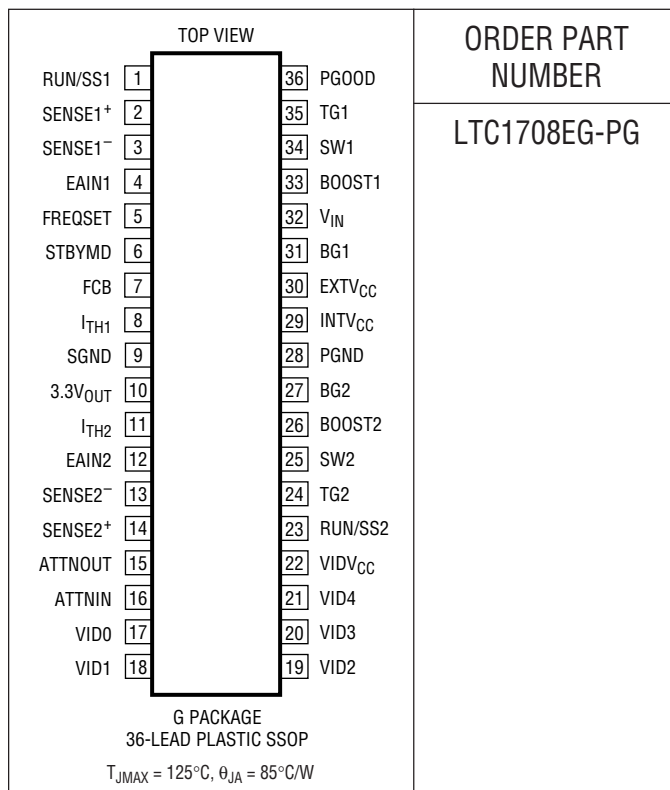 TOP VIEW
RUN/SS1 1 36 PGOOD
SENSE1+ 2 35 TG1
SENSE1– 3 34 SW1
EAIN1 4 33 BOOST1
FREQSET 5 32 VIN
STBYMD 6 31 BG1
FCB 7 30 EXTVCC
ITH1 8 29 INTVCC
SGND 9 28 PGND
3.3VOUT 10 27 BG2
ITH2 11 26 BOOST2
EAIN2 12 25 SW2
SENSE2– 13 24 TG2
SENSE2+ 14 23 RUN/SS2
ATTNOUT 15 22 VIDVCC
ATTNIN 16 21 VID4
VID0 17 20 VID3
VID1 18 19 VID2
G PACKAGE
36-LEAD PLASTIC SSOP
TJMAX = 125°C, θJA = 85°C/W
ORDER PART
NUMBER
LTC1708EG-PG